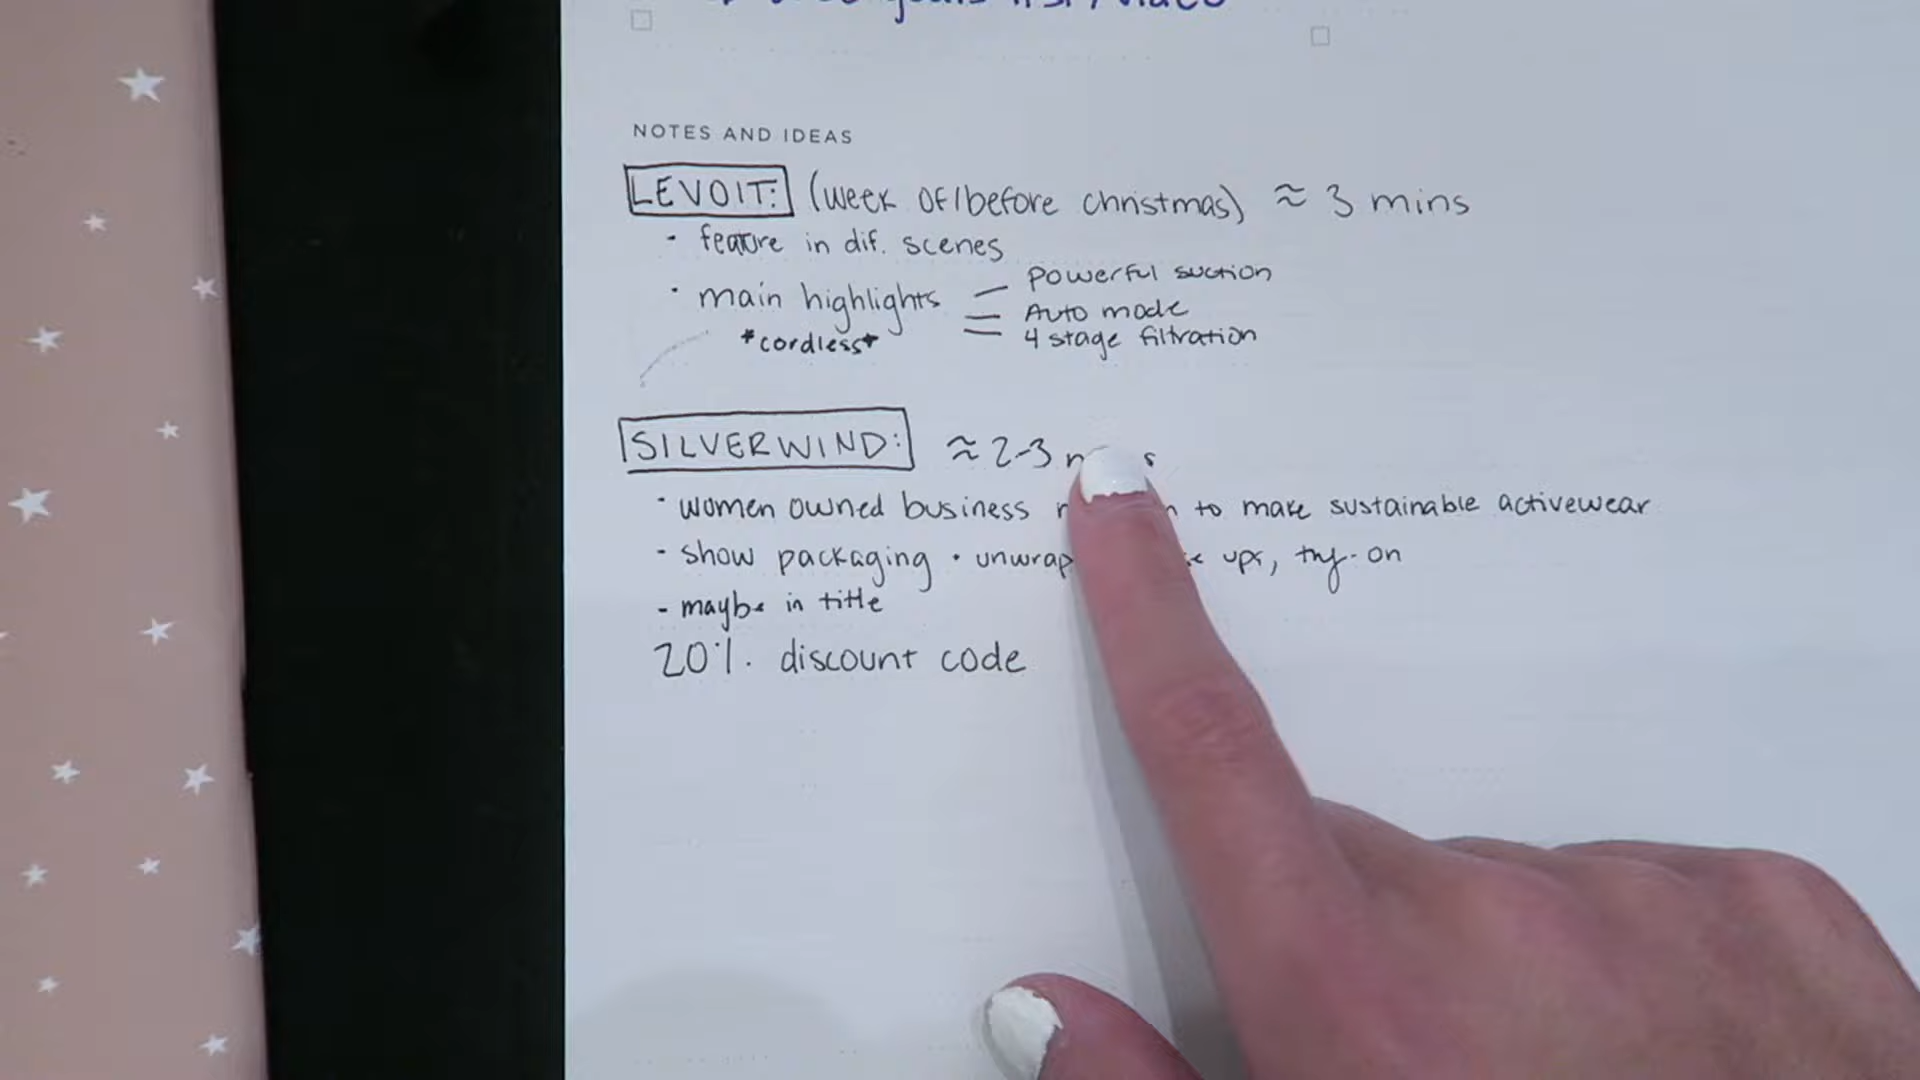 NOTES AND IDEAS
LEVOIT: (week of/before christmas) ≈ 3 mins
• feature in dif. scenes
• main highlights
powerful suction
Auto mode
4 stage filtration
*cordless*
SILVERWIND: ≈ 2-3
• women owned business to make sustainable activewear
- show packaging • unwrap ups, try-on
- maybe in title
20%. discount code